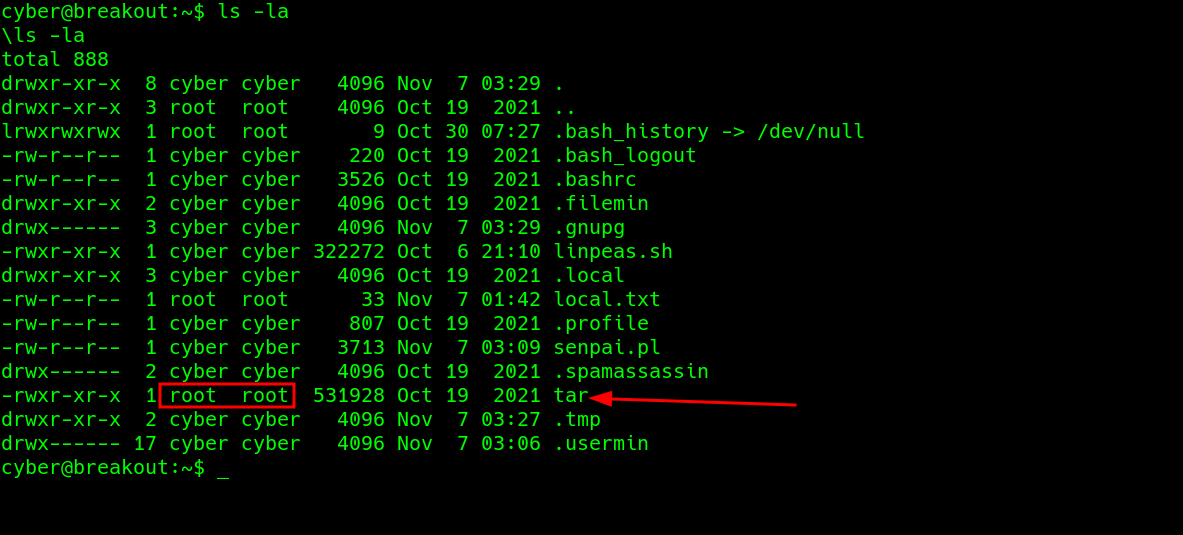 cyber@breakout:~$ ls -la
\ls -la
total 888
drwxr-xr-x  8 cyber cyber   4096 Nov  7 03:29 .
drwxr-xr-x  3 root  root    4096 Oct 19  2021 ..
lrwxrwxrwx  1 root  root       9 Oct 30 07:27 .bash_history -> /dev/null
-rw-r--r--  1 cyber cyber    220 Oct 19  2021 .bash_logout
-rw-r--r--  1 cyber cyber   3526 Oct 19  2021 .bashrc
drwxr-xr-x  2 cyber cyber   4096 Oct 19  2021 .filemin
drwx------  3 cyber cyber   4096 Nov  7 03:29 .gnupg
-rwxr-xr-x  1 cyber cyber 322272 Oct  6 21:10 linpeas.sh
drwxr-xr-x  3 cyber cyber   4096 Oct 19  2021 .local
-rw-r--r--  1 root  root      33 Nov  7 01:42 local.txt
-rw-r--r--  1 cyber cyber    807 Oct 19  2021 .profile
-rw-r--r--  1 cyber cyber   3713 Nov  7 03:09 senpai.pl
drwx------  2 cyber cyber   4096 Oct 19  2021 .spamassassin
-rwxr-xr-x  1 root  root  531928 Oct 19  2021 tar
drwxr-xr-x  2 cyber cyber   4096 Nov  7 03:27 .tmp
drwx------ 17 cyber cyber   4096 Nov  7 03:06 .usermin
cyber@breakout:~$ _